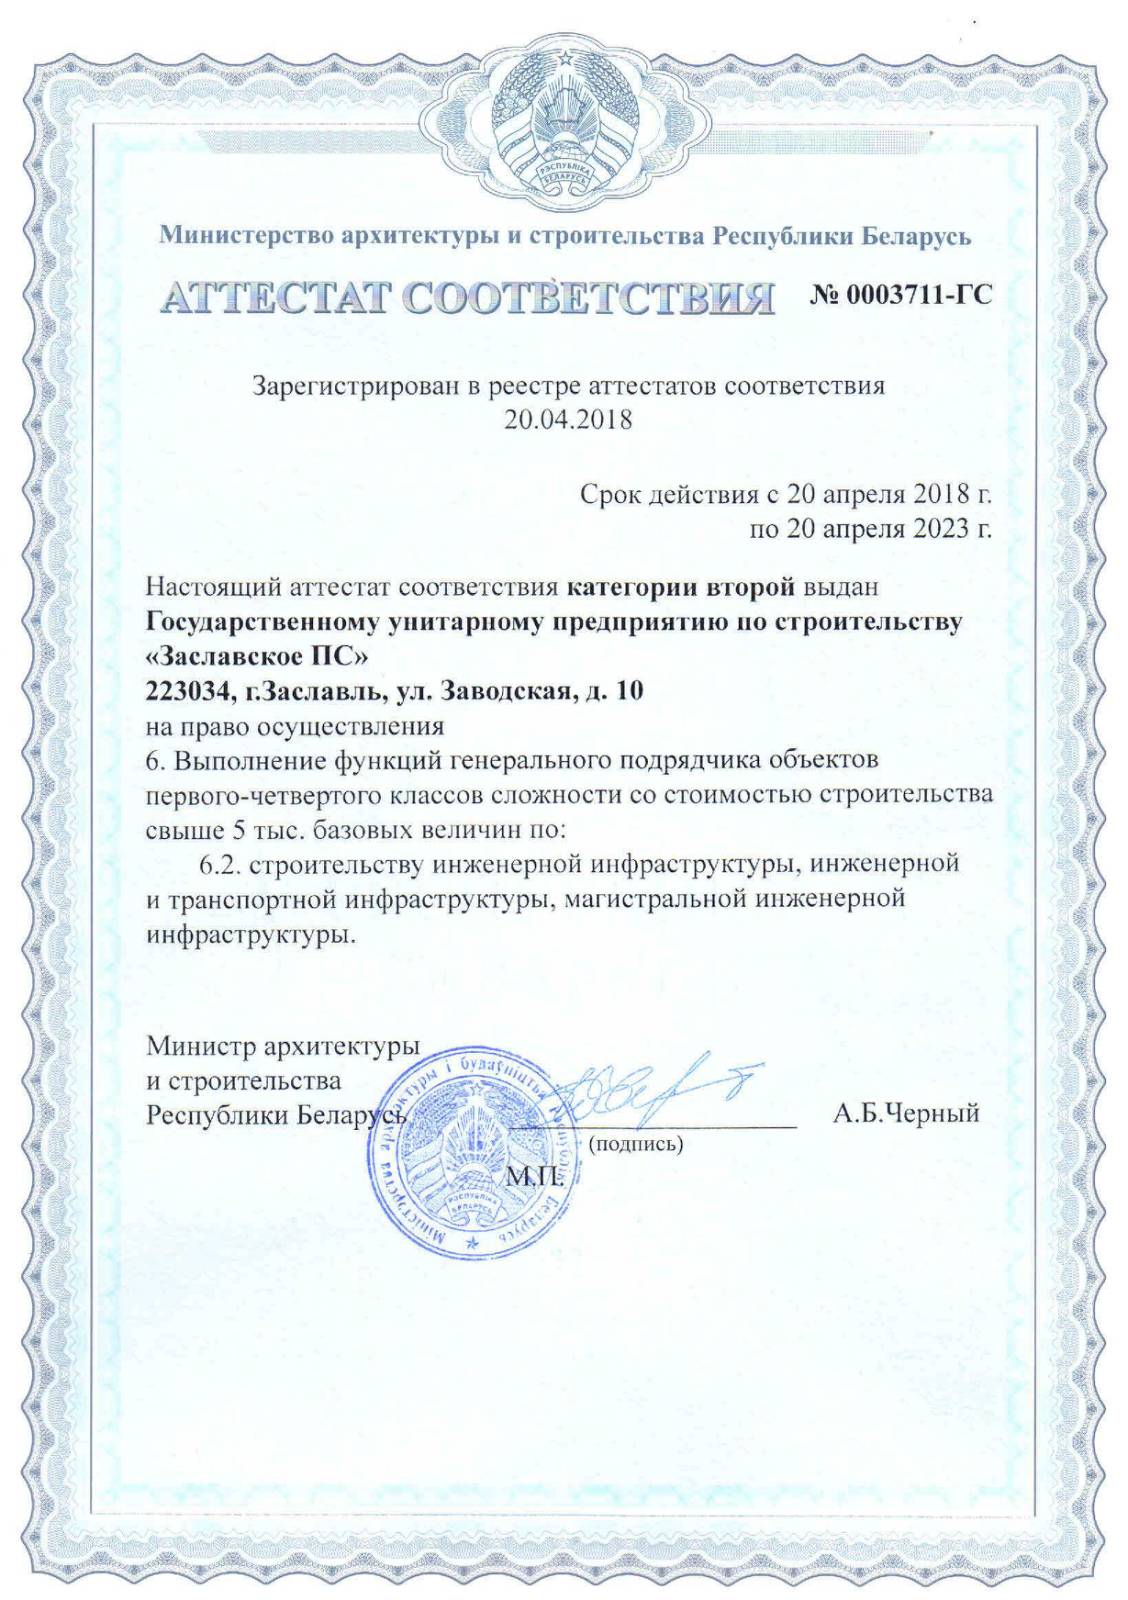 РЭСПУБЛІКА
БЕЛАРУСЬ
Министерство архитектуры и строительства Республики Беларусь
АТТЕСТАТ СООТВЕТСТВИЯ № 0003711-ГС
Зарегистрирован в реестре аттестатов соответствия
20.04.2018
Срок действия с 20 апреля 2018 г.
по 20 апреля 2023 г.
Настоящий аттестат соответствия категории второй выдан
Государственному унитарному предприятию по строительству
«Заславское ПС»
223034, г.Заславль, ул. Заводская, д. 10
на право осуществления
6. Выполнение функций генерального подрядчика объектов
первого-четвертого классов сложности со стоимостью строительства
свыше 5 тыс. базовых величин по:
6.2. строительству инженерной инфраструктуры, инженерной
и транспортной инфраструктуры, магистральной инженерной
инфраструктуры.
Министр архитектуры
и строительства
Республики Беларусь А.Б.Черный
(подпись)
М.П.
Міністэрства архітэктуры і будаўніцтва Рэспублікі Беларусь
РЭСПУБЛІКА
БЕЛАРУСЬ